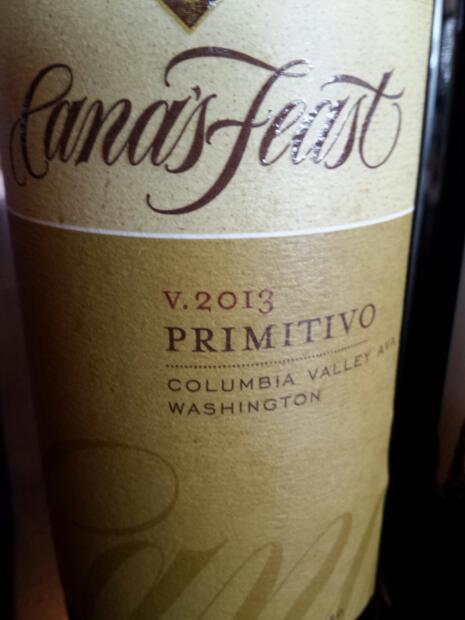 Cana's Feast
V.2013
PRIMITIVO
COLUMBIA VALLEY AVA
WASHINGTON